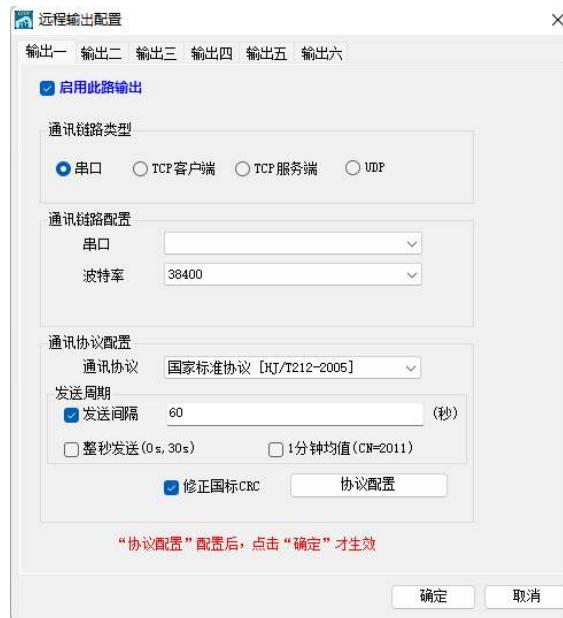 远程输出配置
输出一 输出二 输出三 输出四 输出五 输出六
启用此路输出
通讯链路类型
串口 TCP客户端 TCP服务端 UDP
通讯链路配置
串口
波特率 38400
通讯协议配置
通讯协议 国家标准协议 [HJ/T212-2005]
发送周期
发送间隔 60 (秒)
整秒发送(0s,30s) 1分钟均值(CN=2011)
修正国标CRC 协议配置
“协议配置”配置后，点击“确定”才生效
确定 取消